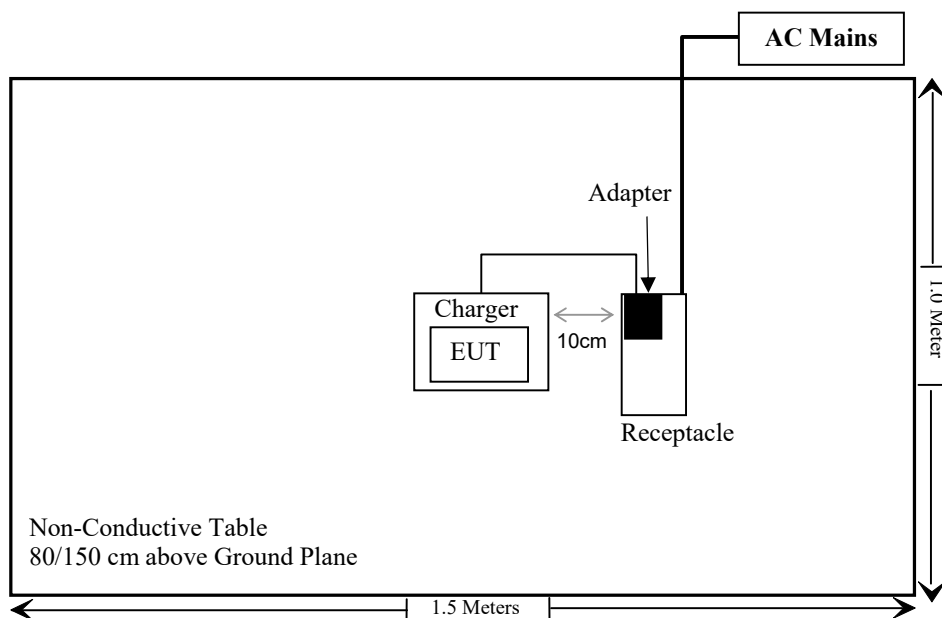 AC Mains
Adapter
Charger
EUT
10cm
Receptacle
1.0 Meter
Non-Conductive Table
80/150 cm above Ground Plane
1.5 Meters